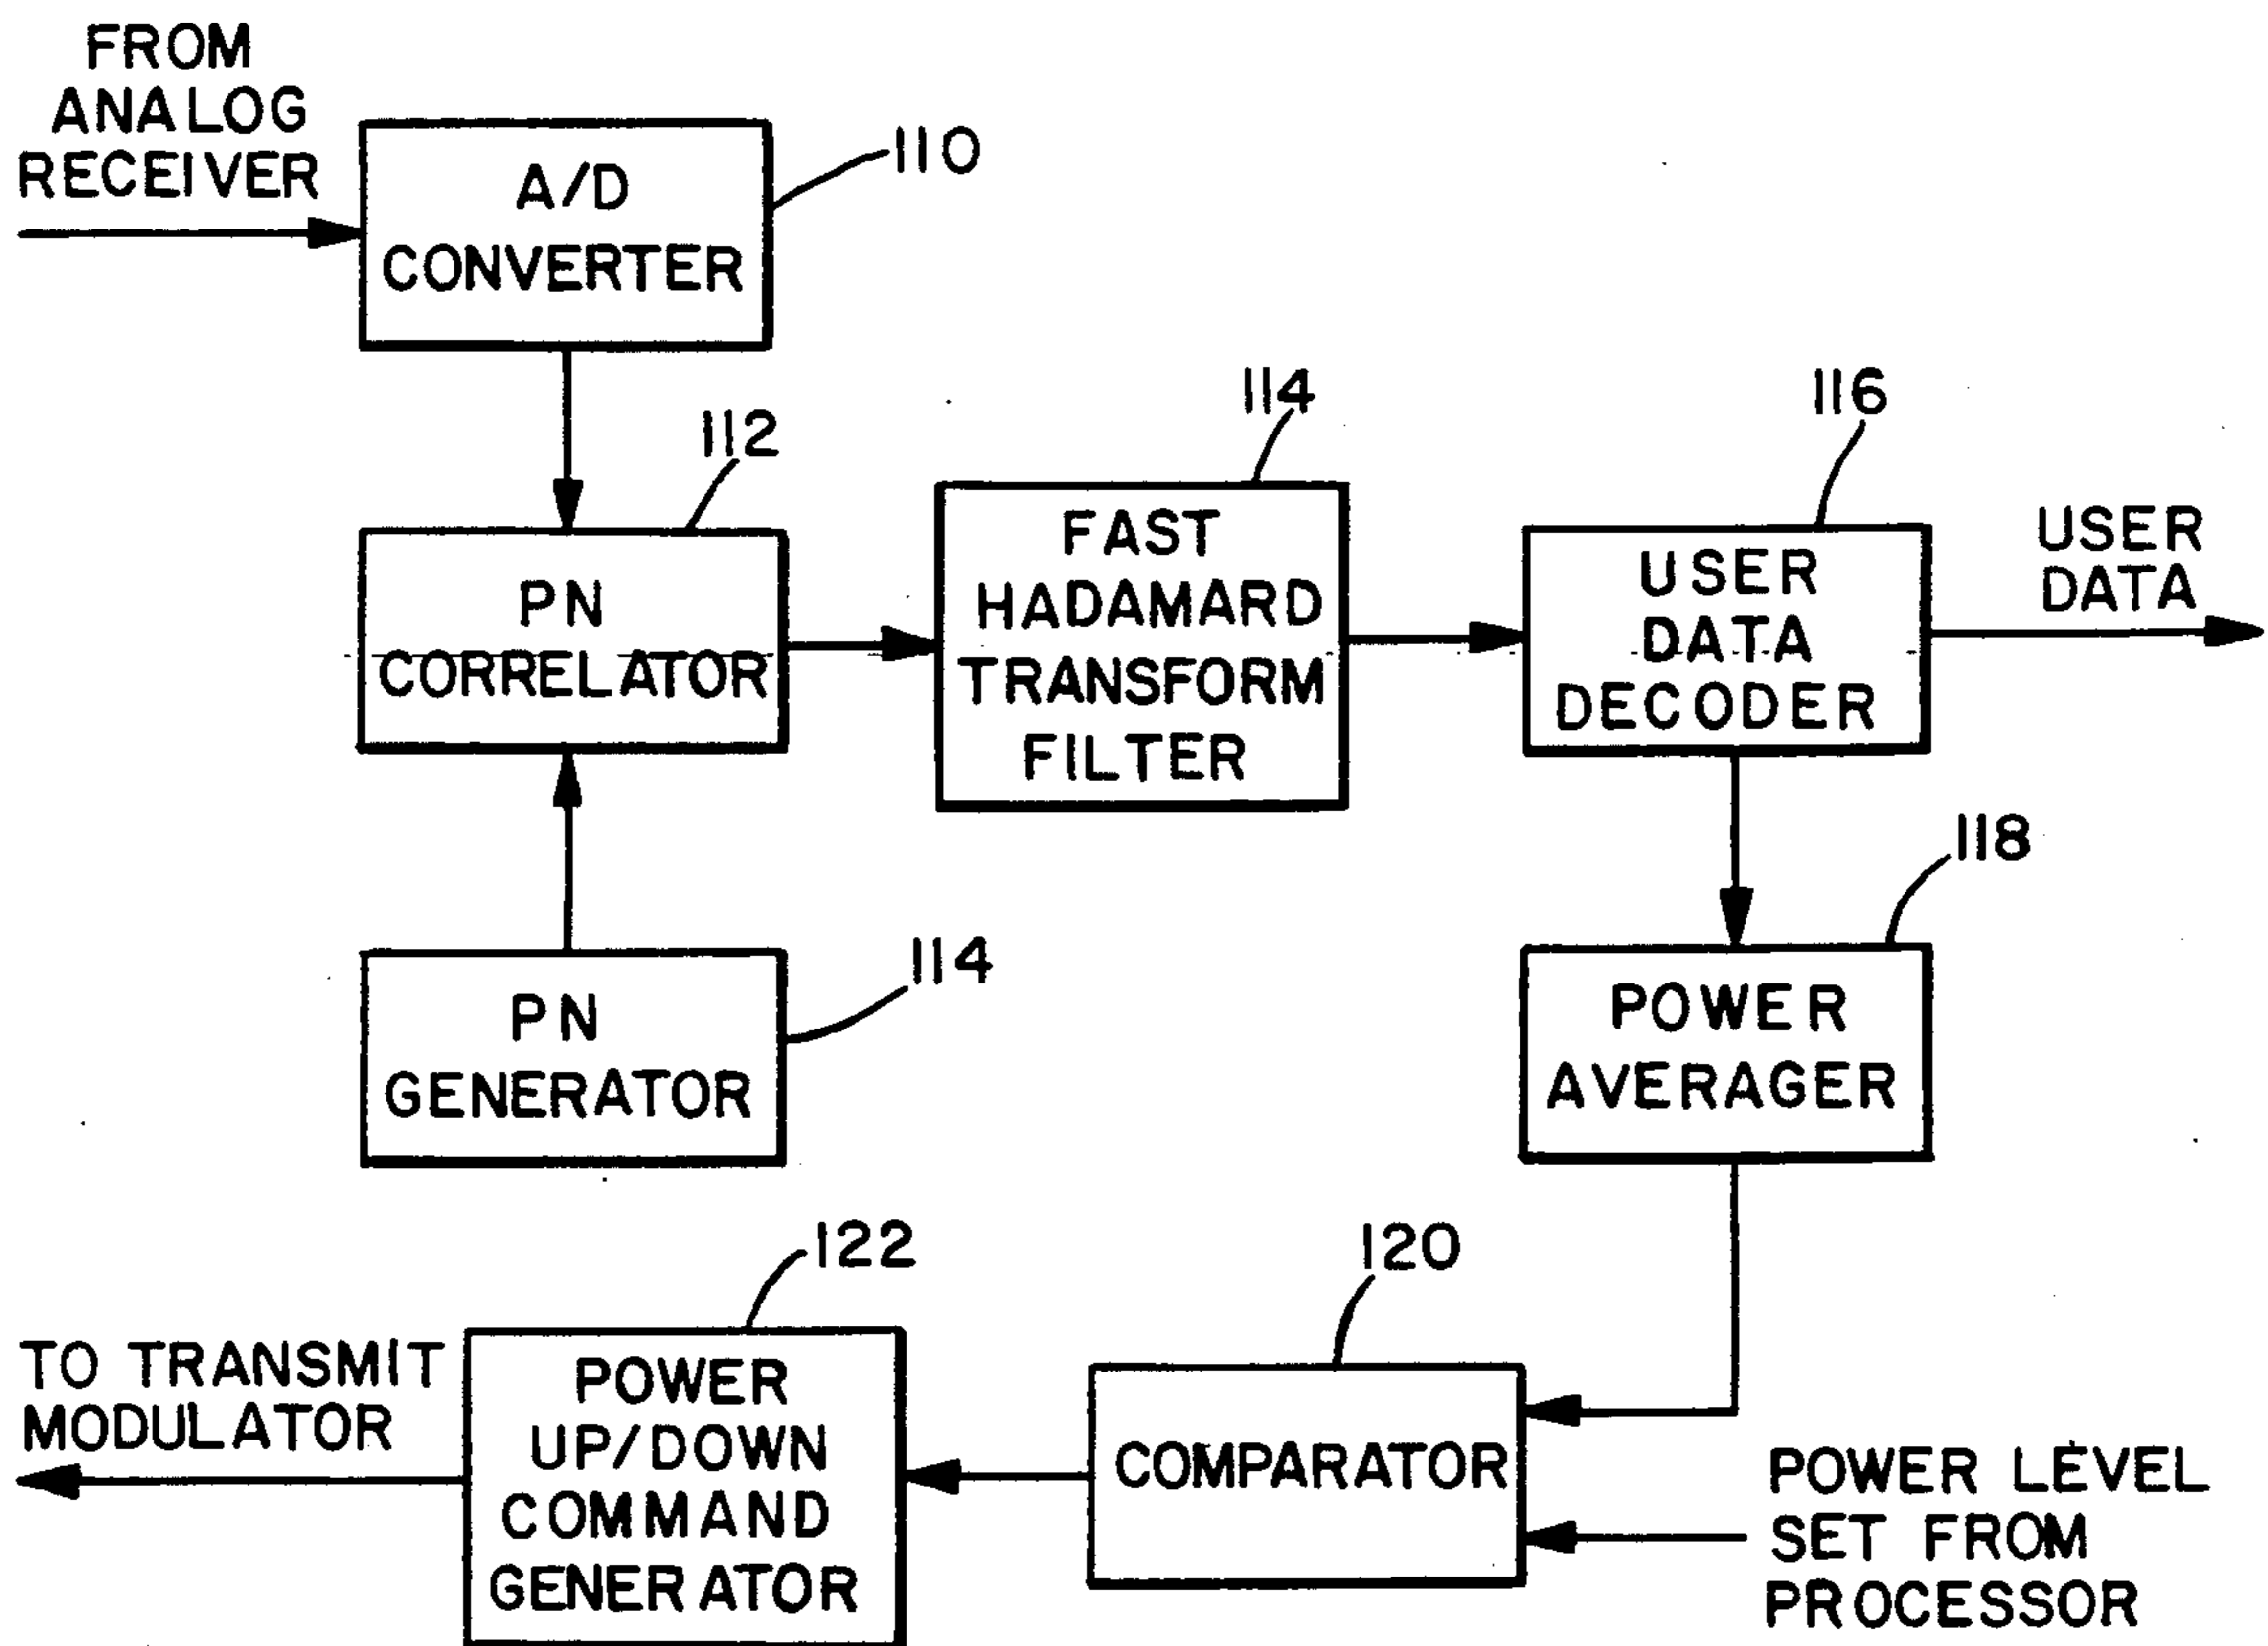 FROM
ANALOG
RECEIVER
A/D
CONVERTER
110
112
PN
CORRELATOR
114
FAST
HADAMARD
TRANSFORM
FILTER
116
USER
DATA
DECODER
USER
DATA
114
PN
GENERATOR
118
POWER
AVERAGER
122
TO TRANSMIT
MODULATOR
POWER
UP/DOWN
COMMAND
GENERATOR
120
COMPARATOR
POWER LEVEL
SET FROM
PROCESSOR